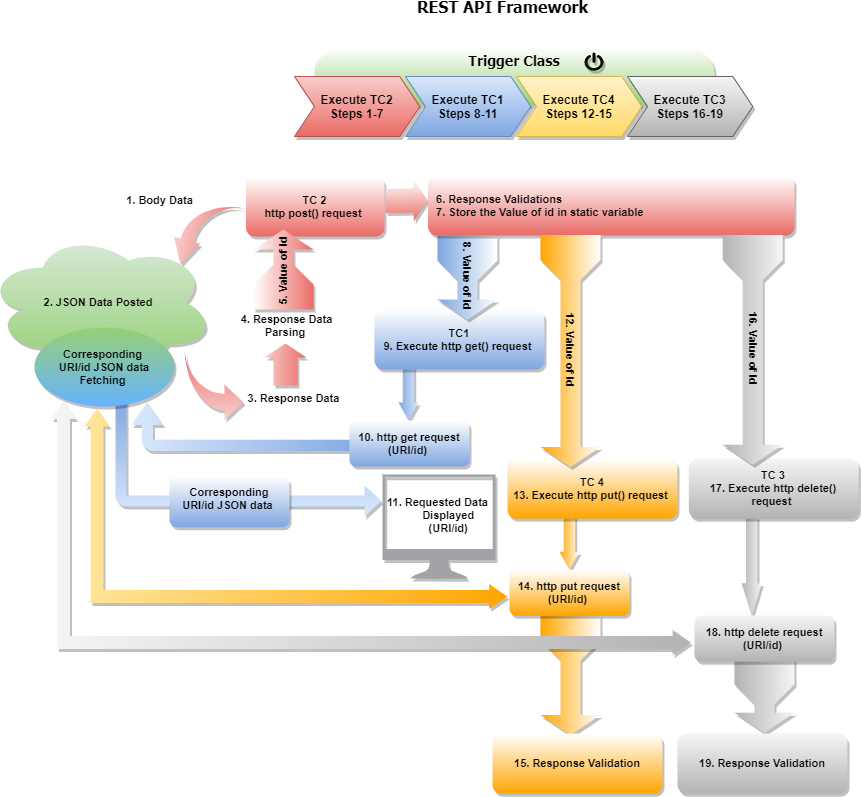 REST API Framework
Trigger Class
Execute TC2
Steps 1-7
Execute TC1
Steps 8-11
Execute TC4
Steps 12-15
Execute TC3
Steps 16-19
1. Body Data
TC 2
http post() request
6. Response Validations
7. Store the Value of id in static variable
2. JSON Data Posted
Corresponding
URI/id JSON data
Fetching
3. Response Data
4. Response Data
Parsing
5. Value of Id
8. Value of Id
TC1
9. Execute http get() request
10. http get request
(URI/id)
Corresponding
URI/id JSON data
11. Requested Data
Displayed
(URI/id)
12. Value of Id
TC 4
13. Execute http put() request
14. http put request
(URI/id)
15. Response Validation
16. Value of Id
TC 3
17. Execute http delete()
request
18. http delete request
(URI/id)
19. Response Validation